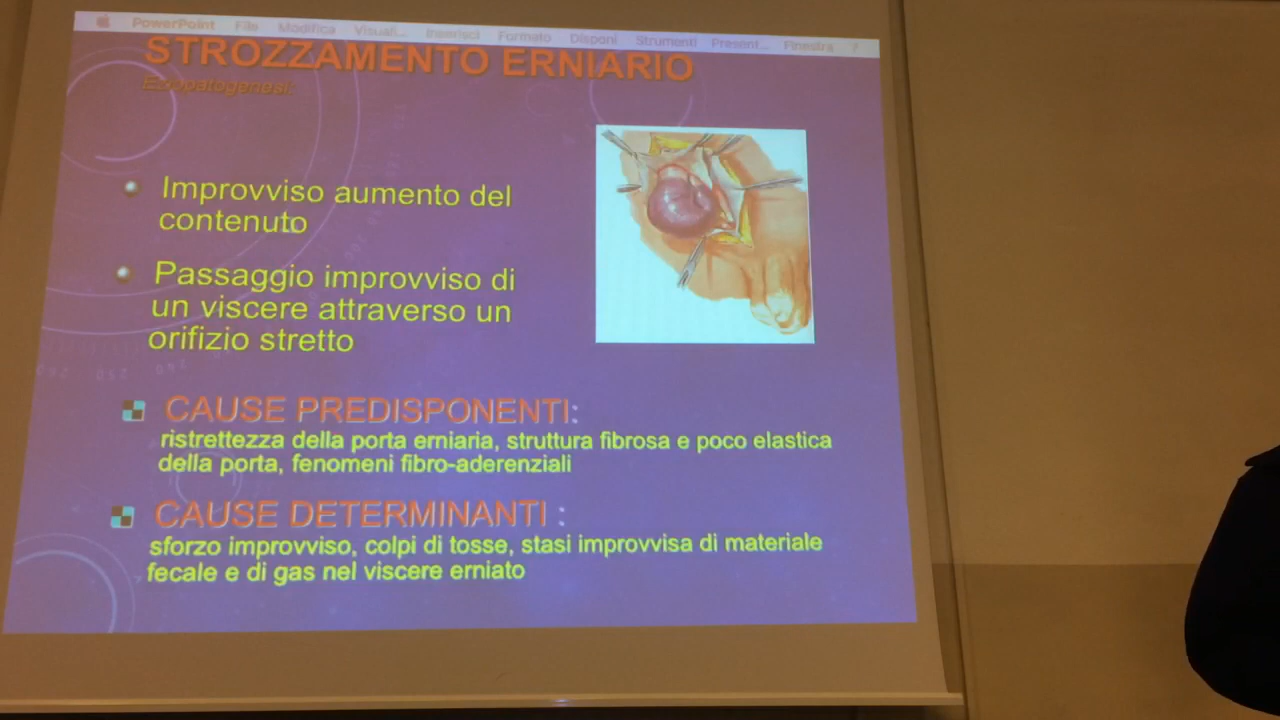 PowerPoint File Modifica Visuali... Inserisci Formato Disponi Strumenti Present... Finestra ?
STROZZAMENTO ERNIARIO
Eziopatogenesi:
Improvviso aumento del
contenuto
Passaggio improvviso di
un viscere attraverso un
orifizio stretto
CAUSE PREDISPONENTI:
ristrettezza della porta erniaria, struttura fibrosa e poco elastica
della porta, fenomeni fibro-aderenziali
CAUSE DETERMINANTI :
sforzo improvviso, colpi di tosse, stasi improvvisa di materiale
fecale e di gas nel viscere erniato